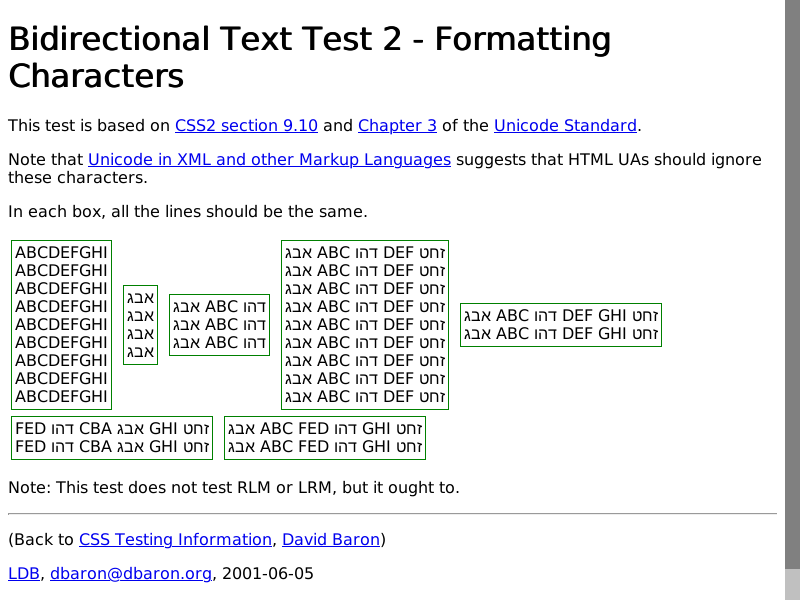 Bidirectional Text Test 2 - Formatting
Characters
This test is based on CSS2 section 9.10 and Chapter 3 of the Unicode Standard.
Note that Unicode in XML and other Markup Languages suggests that HTML UAs should ignore
these characters.
In each box, all the lines should be the same.
ABCDEFGHI
ABCDEFGHI
ABCDEFGHI
ABCDEFGHI
ABCDEFGHI
ABCDEFGHI
ABCDEFGHI
ABCDEFGHI
ABCDEFGHI
אבג
אבג
אבג
אבג
אבג ABC דהו
אבג ABC דהו
אבג ABC דהו
אבג ABC דהו DEF זחט
אבג ABC דהו DEF זחט
אבג ABC דהו DEF זחט
אבג ABC דהו DEF זחט
אבג ABC דהו DEF זחט
אבג ABC דהו DEF זחט
אבג ABC דהו DEF זחט
אבג ABC דהו DEF זחט
אבג ABC דהו DEF זחט
אבג ABC דהו DEF GHI זחט
אבג ABC דהו DEF GHI זחט
FED דהו CBA אבג GHI זחט
FED דהו CBA אבג GHI זחט
אבג ABC FED דהו GHI זחט
אבג ABC FED דהו GHI זחט
Note: This test does not test RLM or LRM, but it ought to.
(Back to CSS Testing Information, David Baron)
LDB, dbaron@dbaron.org, 2001-06-05